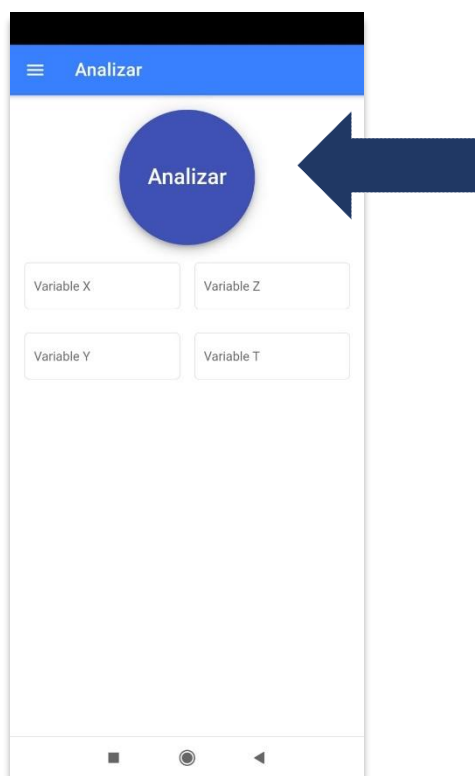 Analizar
Analizar
Variable X
Variable Z
Variable Y
Variable T